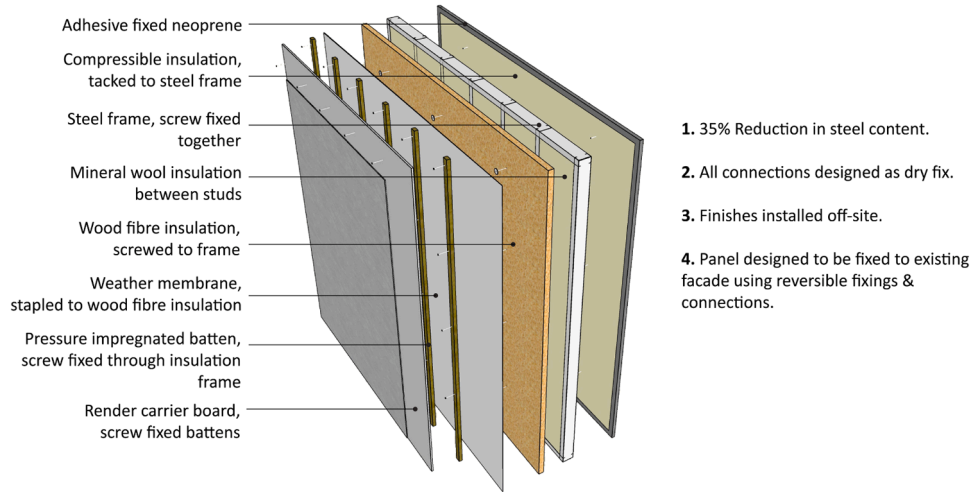 Adhesive fixed neoprene
Compressible insulation,
tacked to steel frame
Steel frame, screw fixed
together
Mineral wool insulation
between studs
Wood fibre insulation,
screwed to frame
Weather membrane,
stapled to wood fibre insulation
Pressure impregnated batten,
screw fixed through insulation
frame
Render carrier board,
screw fixed battens
1. 35% Reduction in steel content.
2. All connections designed as dry fix.
3. Finishes installed off-site.
4. Panel designed to be fixed to existing
facade using reversible fixings &
connections.